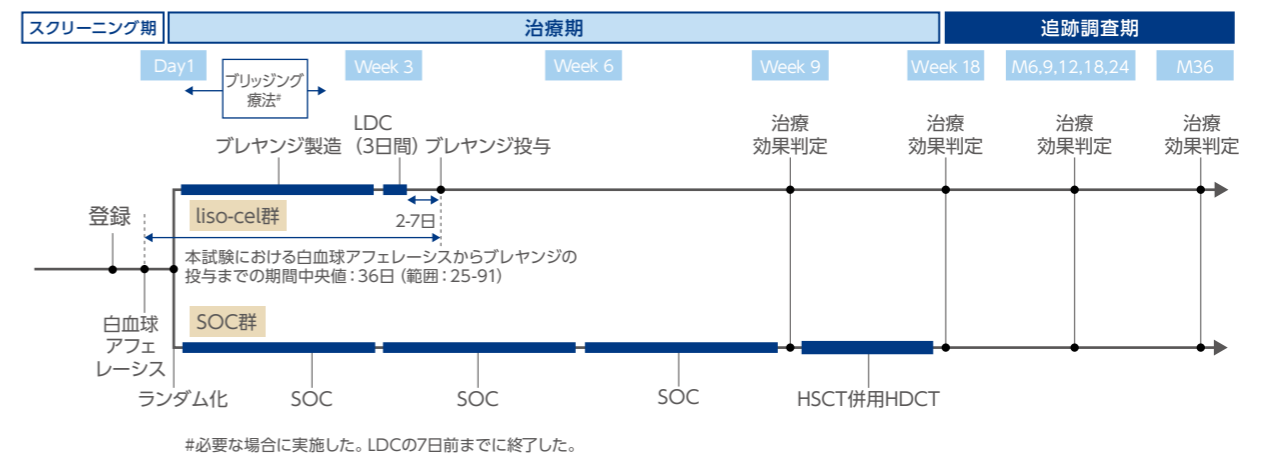 スクリーニング期
治療期
追跡調査期
Day1
Week 3
Week 6
Week 9
Week 18
M6,9,12,18,24
M36
ブリッジング
療法#
LDC
（3日間）
ブレヤンジ製造
ブレヤンジ投与
治療
効果判定
治療
効果判定
治療
効果判定
治療
効果判定
登録
liso-cel群
2-7日
本試験における白血球アフェレーシスからブレヤンジの
投与までの期間中央値：36日（範囲：25-91）
白血球
アフェ
レーシス
SOC群
ランダム化
SOC
SOC
SOC
HSCT併用HDCT
#必要な場合に実施した。LDCの7日前までに終了した。